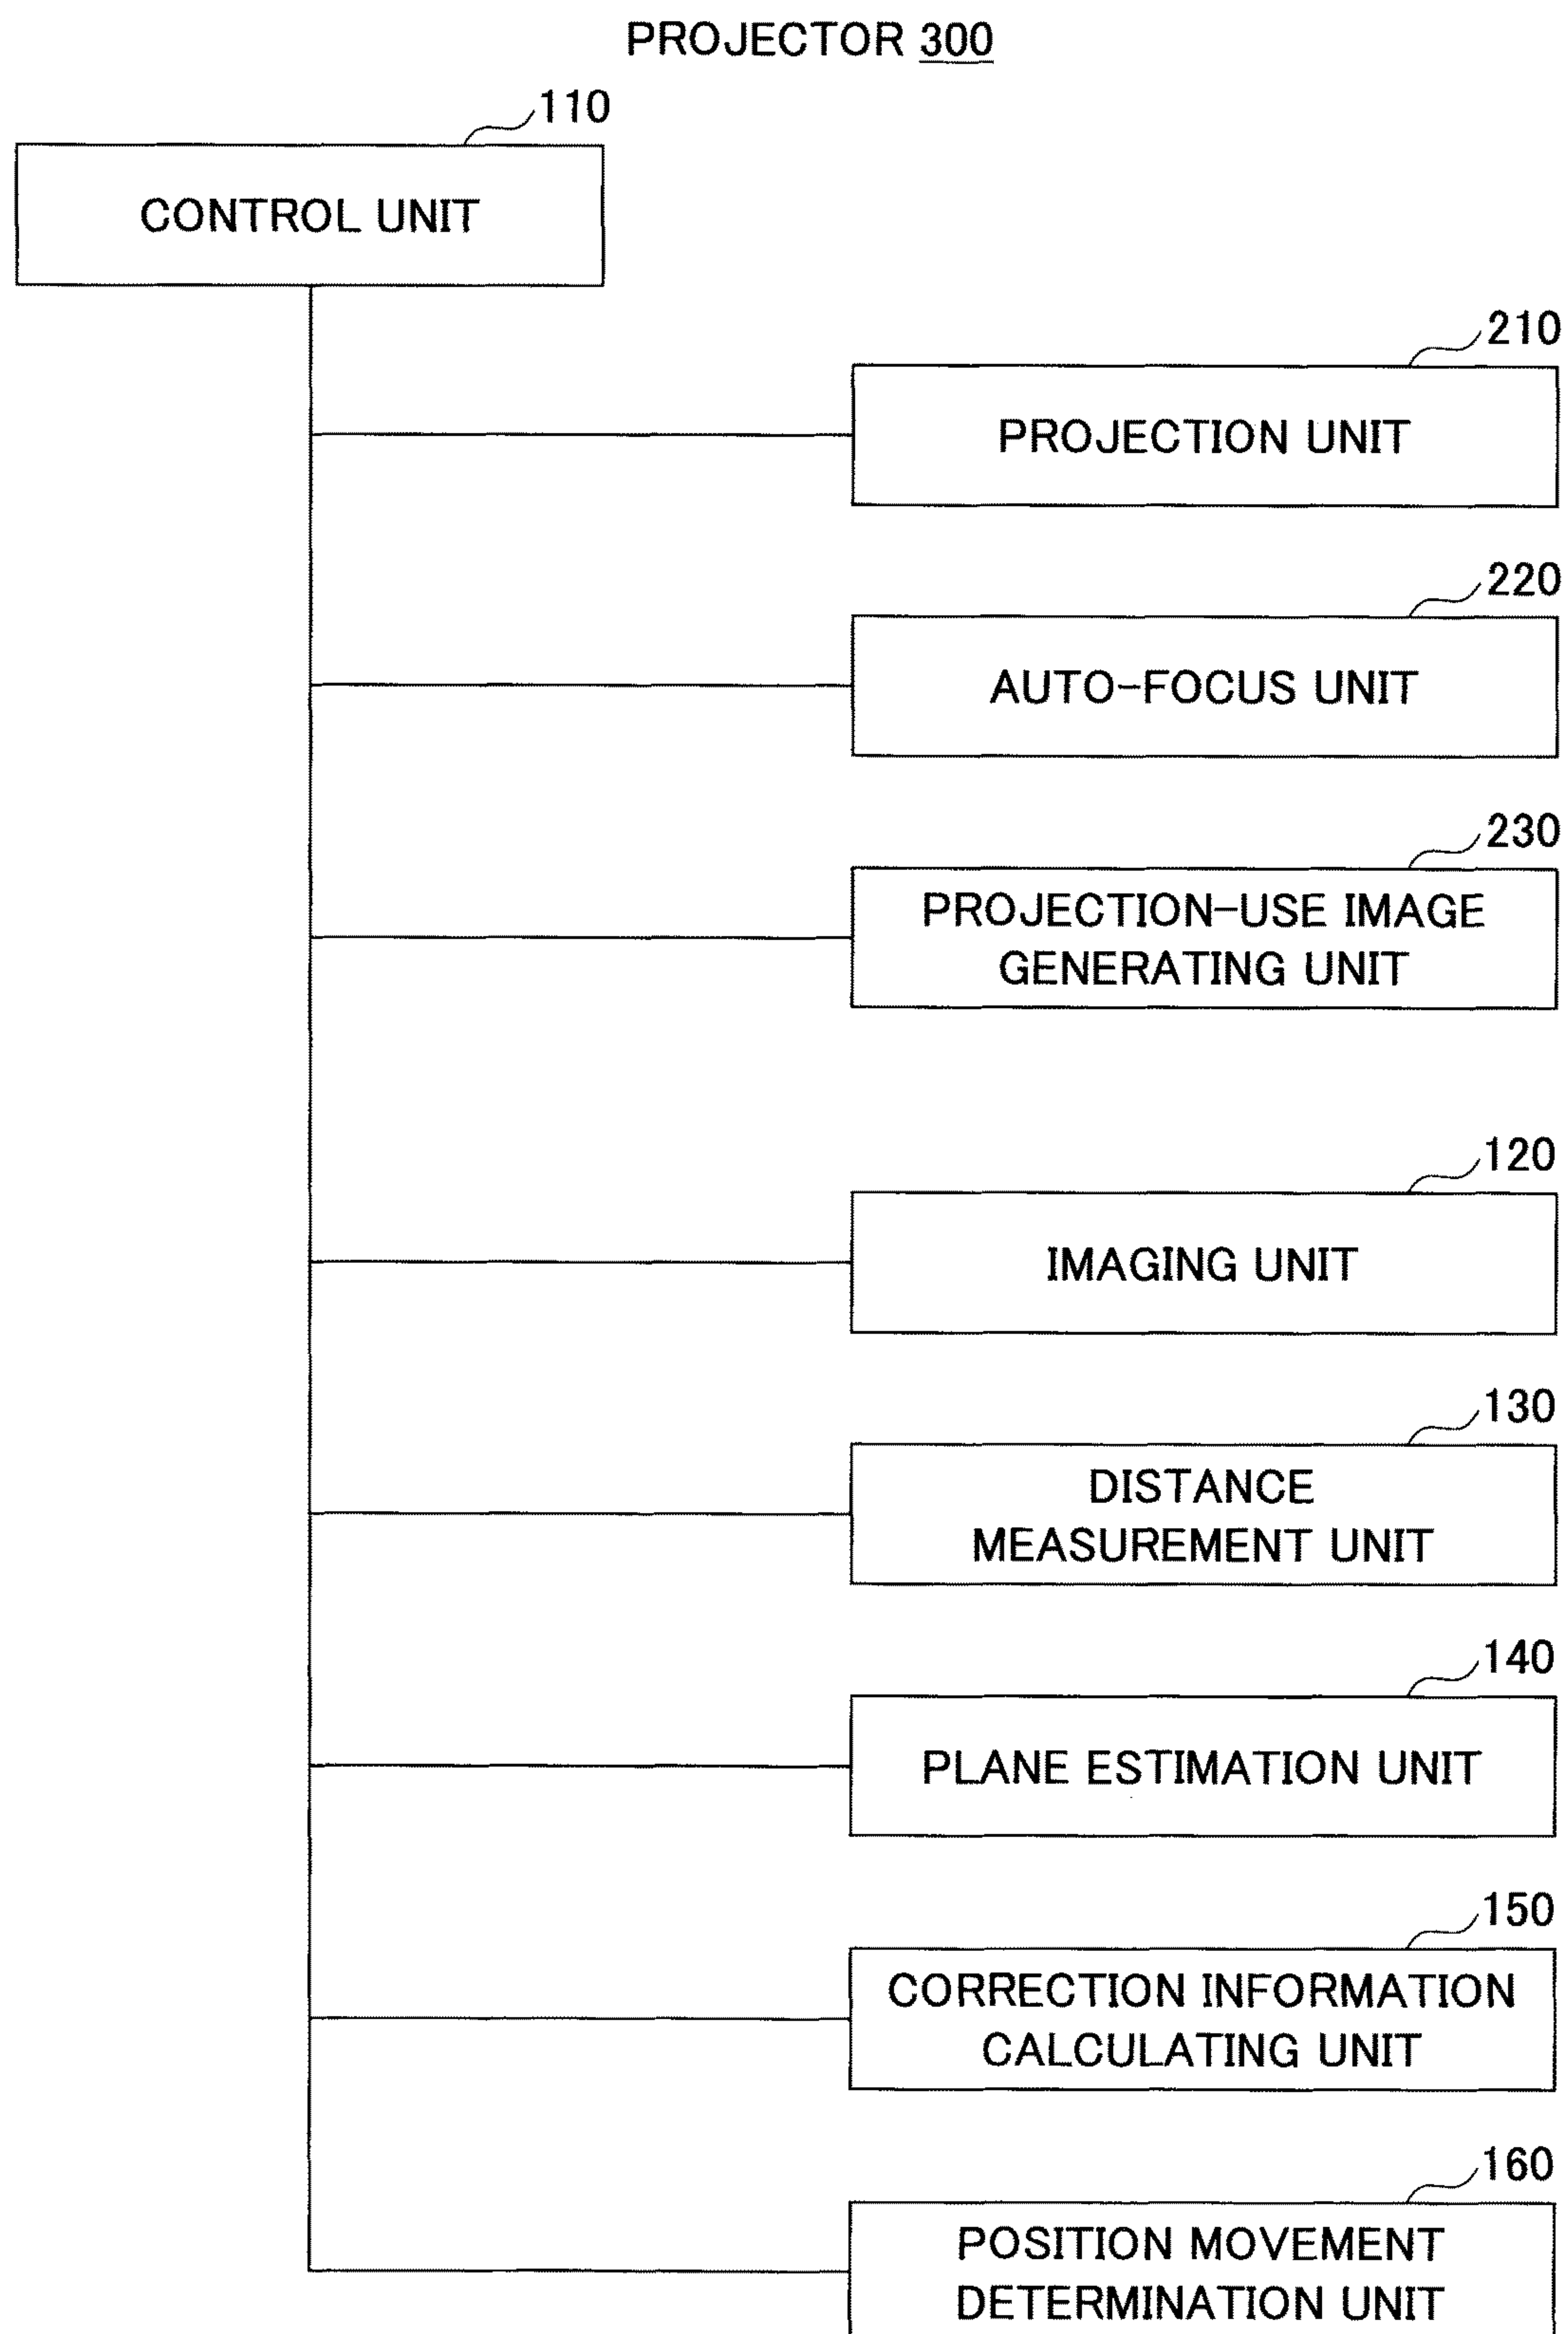 PROJECTOR 300
110
CONTROL UNIT
210
PROJECTION UNIT
220
AUTO-FOCUS UNIT
230
PROJECTION-USE IMAGE
GENERATING UNIT
120
IMAGING UNIT
130
DISTANCE
MEASUREMENT UNIT
140
PLANE ESTIMATION UNIT
150
CORRECTION INFORMATION
CALCULATING UNIT
160
POSITION MOVEMENT
DETERMINATION UNIT